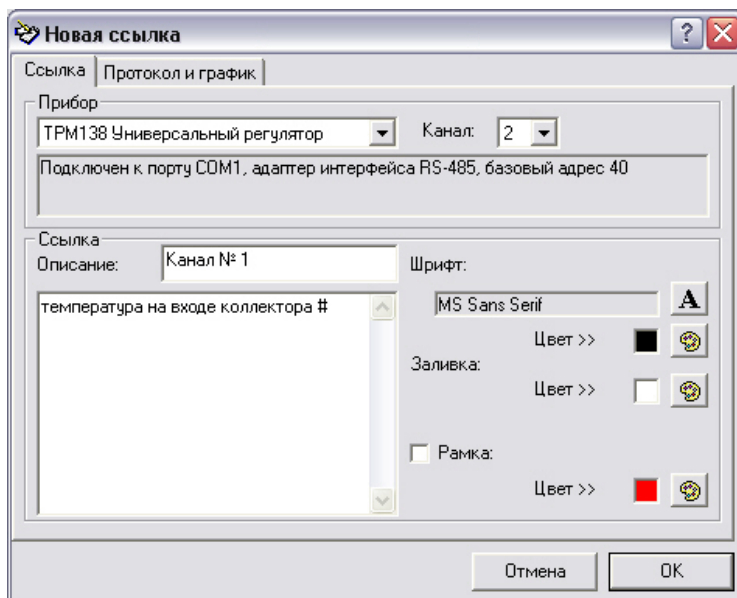 Новая ссылка
Ссылка Протокол и график
Прибор
ТРМ138 Универсальный регулятор Канал: 2
Подключен к порту COM1, адаптер интерфейса RS-485, базовый адрес 40
Ссылка
Описание: Канал № 1 Шрифт:
температура на входе коллектора # MS Sans Serif A
Цвет >>
Заливка:
Цвет >>
Рамка:
Цвет >>
Отмена OK